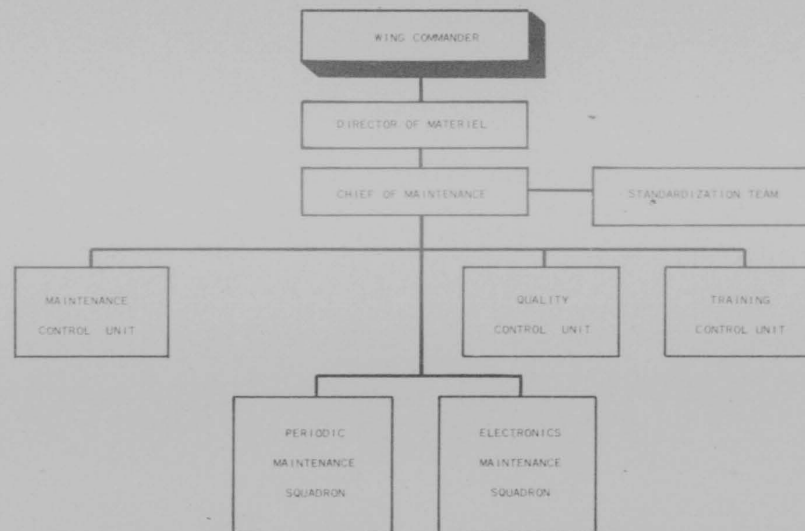 WING COMMANDER
DIRECTOR OF MATERIEL
CHIEF OF MAINTENANCE
STANDARDIZATION TEAM
MAINTENANCE
CONTROL UNIT
QUALITY
CONTROL UNIT
TRAINING
CONTROL UNIT
PERIODIC
MAINTENANCE
SQUADRON
ELECTRONICS
MAINTENANCE
SQUADRON